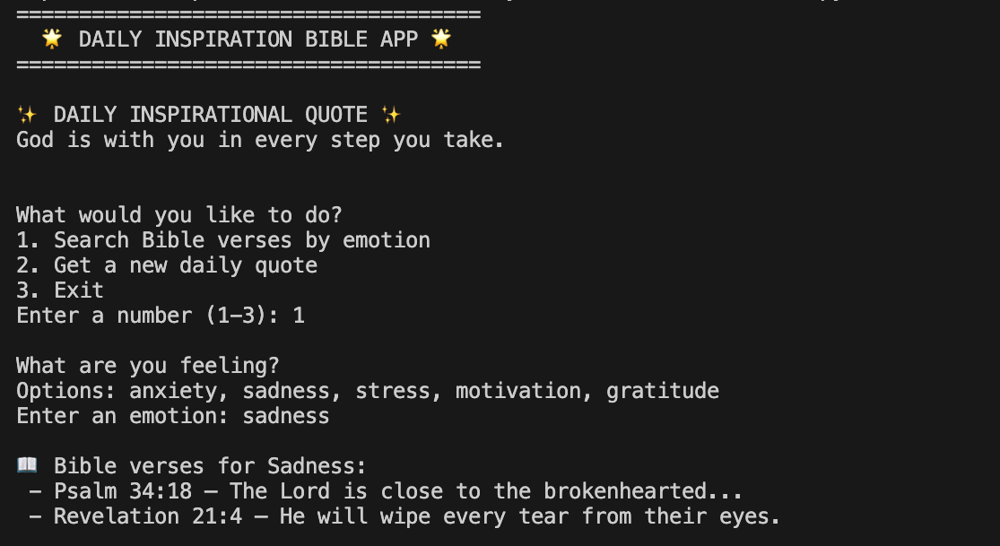 =====================================
🌟 DAILY INSPIRATION BIBLE APP 🌟
=====================================
✨ DAILY INSPIRATIONAL QUOTE ✨
God is with you in every step you take.
What would you like to do?
1. Search Bible verses by emotion
2. Get a new daily quote
3. Exit
Enter a number (1-3): 1
What are you feeling?
Options: anxiety, sadness, stress, motivation, gratitude
Enter an emotion: sadness
📖 Bible verses for Sadness:
- Psalm 34:18 — The Lord is close to the brokenhearted...
- Revelation 21:4 — He will wipe every tear from their eyes.